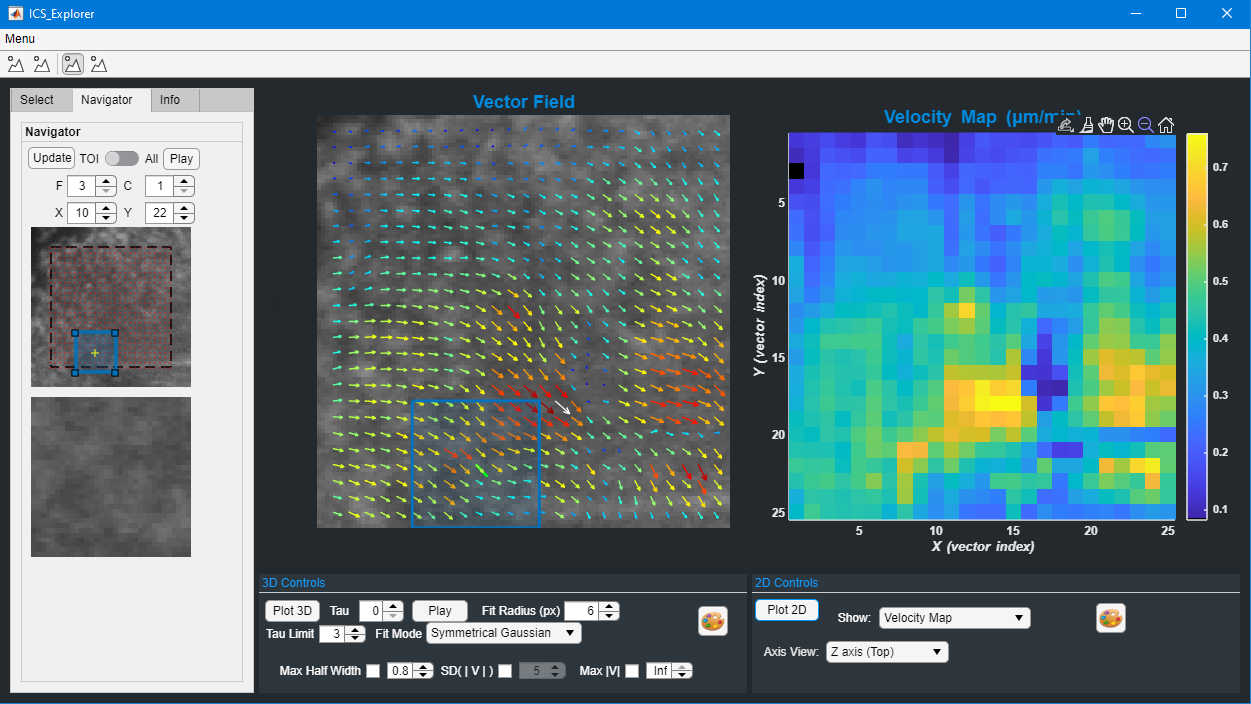 ICS_Explorer
Menu
Select Navigator Info
Navigator
Update TOI All Play
F 3 C 1
X 10 Y 22
Vector Field
Velocity Map (μm/min)
5
10
15
20
25
Y (vector index)
5 10 15 20 25
X (vector index)
0.7
0.6
0.5
0.4
0.3
0.2
0.1
3D Controls
Plot 3D Tau 0 Play Fit Radius (px) 6
Tau Limit 3 Fit Mode Symmetrical Gaussian
Max Half Width 0.8 SD( | V | ) 5 Max |V| Inf
2D Controls
Plot 2D Show: Velocity Map
Axis View: Z axis (Top)